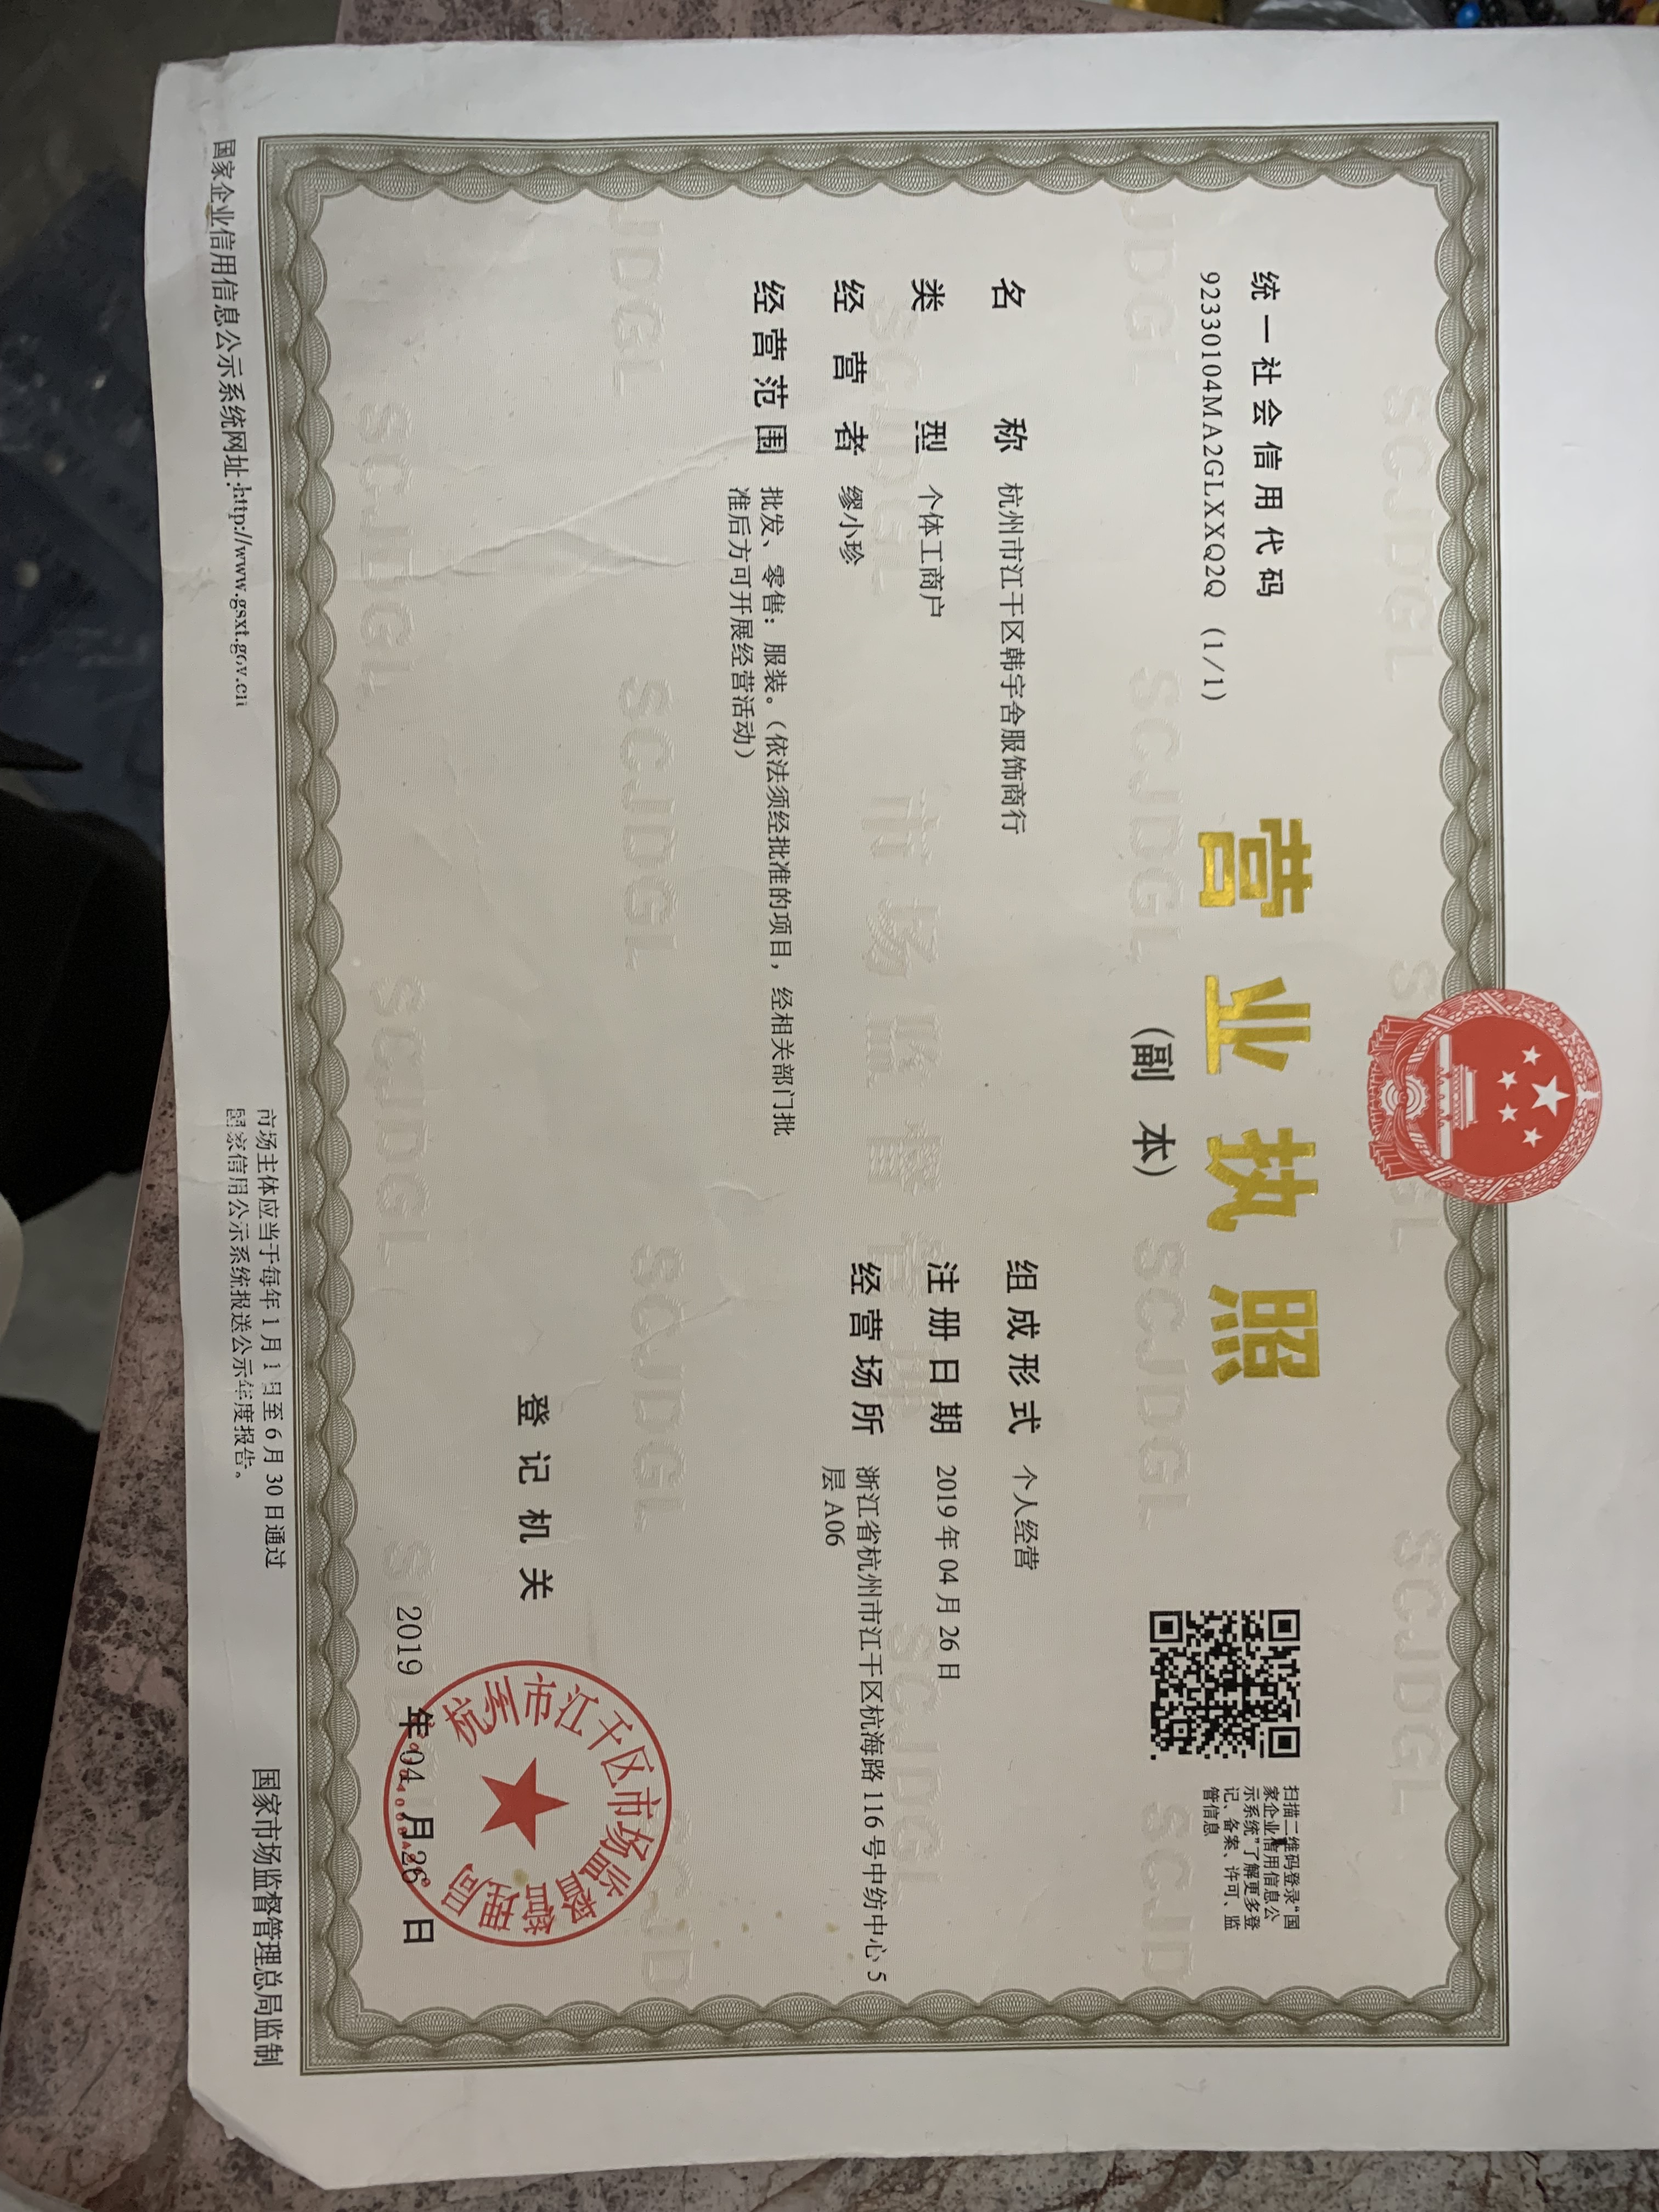 统一社会信用代码
92330104MA2GLXXQ2Q (1/1)
营业执照
(副 本)
扫描二维码登录“国
家企业信用信息公
示系统”了解更多登
记、备案、许可、监
管信息
名 称 杭州市江干区韩宇舍服饰商行
类 型 个体工商户
经 营 者 缪小珍
经营范围 批发、零售：服装。（依法须经批准的项目，经相关部门批
准后方可开展经营活动）
组成形式 个人经营
注册日期 2019年04月26日
经营场所 浙江省杭州市江干区杭海路116号中纺中心5
层A06
登记机关
杭州市江干区市场监督管理局
2019 年 04 月 26 日
国家企业信用信息公示系统网址:http://www.gsxt.gov.cn
市场主体应当于每年1月1日至6月30日通过
国家信用公示系统报送公示年度报告。
国家市场监督管理总局监制
SCJDGL
市场监督管理